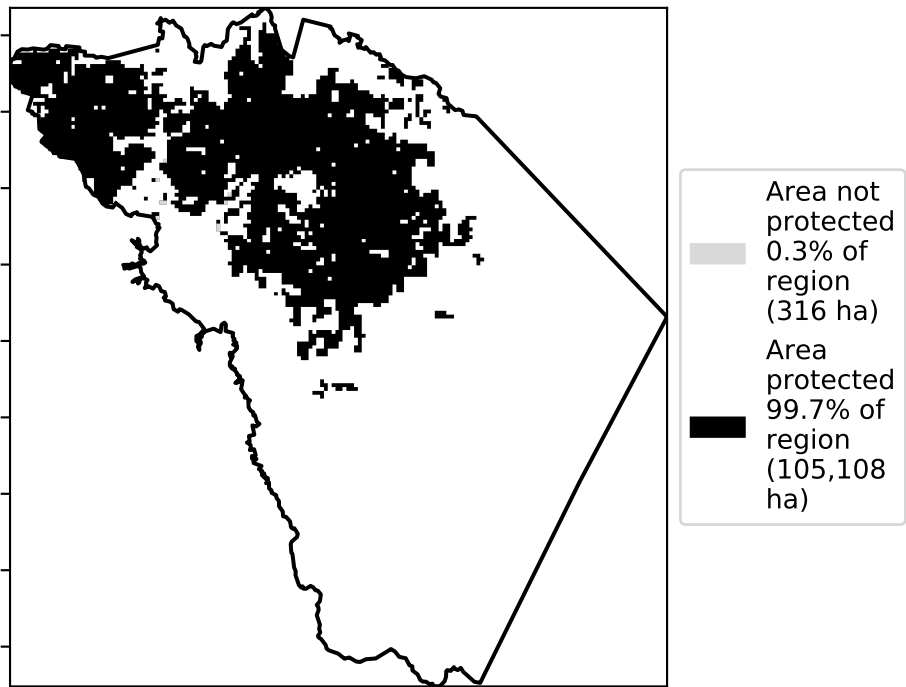 Area not
protected
0.3% of
region
(316 ha)
Area
protected
99.7% of
region
(105,108
ha)